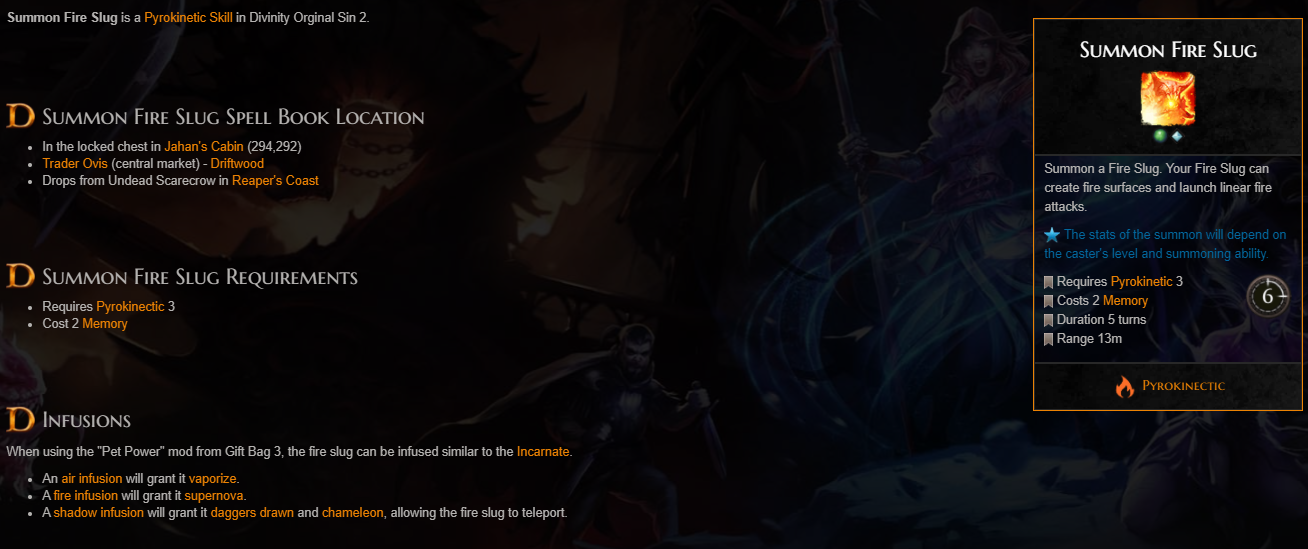 Summon Fire Slug is a Pyrokinetic Skill in Divinity Orginal Sin 2.
Summon Fire Slug Spell Book Location
In the locked chest in Jahan's Cabin (294,292)
Trader Ovis (central market) - Driftwood
Drops from Undead Scarecrow in Reaper's Coast
Summon Fire Slug Requirements
Requires Pyrokinectic 3
Cost 2 Memory
Infusions
When using the "Pet Power" mod from Gift Bag 3, the fire slug can be infused similar to the Incarnate.
An air infusion will grant it vaporize.
A fire infusion will grant it supernova.
A shadow infusion will grant it daggers drawn and chameleon, allowing the fire slug to teleport.
Summon Fire Slug
Summon a Fire Slug. Your Fire Slug can
create fire surfaces and launch linear fire
attacks.
The stats of the summon will depend on
the caster's level and summoning ability.
Requires Pyrokinetic 3
Costs 2 Memory
Duration 5 turns
Range 13m
6
Pyrokinectic